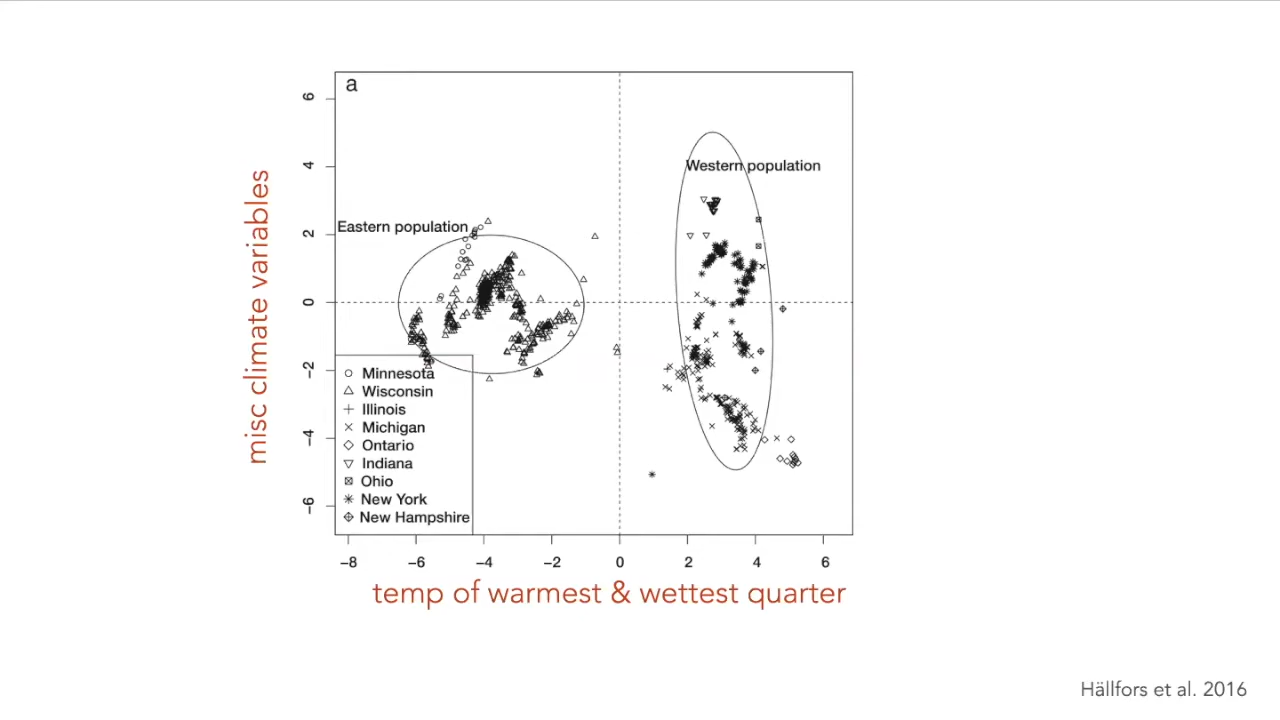 a
6
4
2
0
−2
−4
−6
misc climate variables
Western population
Eastern population
Minnesota
Wisconsin
Illinois
Michigan
Ontario
Indiana
Ohio
New York
New Hampshire
−8 −6 −4 −2 0 2 4 6
temp of warmest & wettest quarter
Hällfors et al. 2016